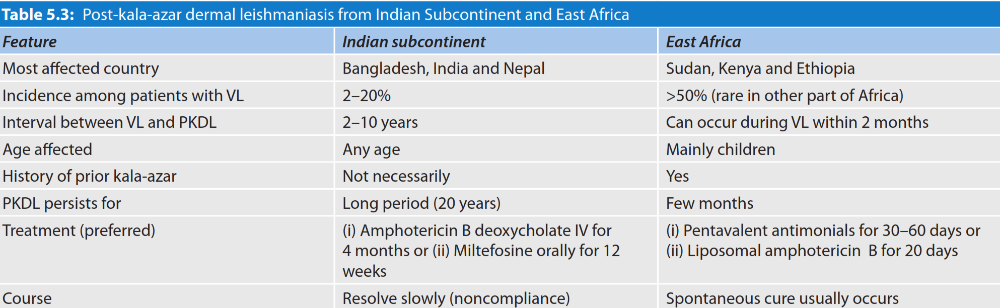 Table 5.3: Post-kala-azar dermal leishmaniasis from Indian Subcontinent and East Africa
Feature Indian subcontinent East Africa
Most affected country Bangladesh, India and Nepal Sudan, Kenya and Ethiopia
Incidence among patients with VL 2–20% >50% (rare in other part of Africa)
Interval between VL and PKDL 2–10 years Can occur during VL within 2 months
Age affected Any age Mainly children
History of prior kala-azar Not necessarily Yes
PKDL persists for Long period (20 years) Few months
Treatment (preferred) (i) Amphotericin B deoxycholate IV for (i) Pentavalent antimonials for 30–60 days or
4 months or (ii) Miltefosine orally for 12 (ii) Liposomal amphotericin B for 20 days
weeks
Course Resolve slowly (noncompliance) Spontaneous cure usually occurs